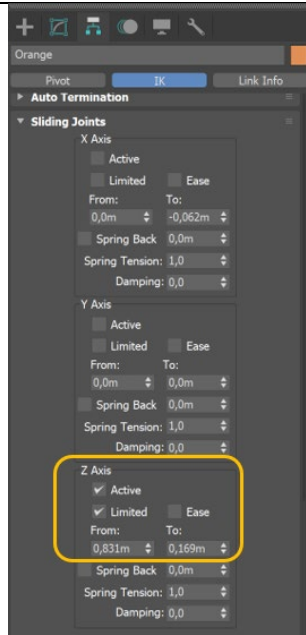 Orange
Pivot IK Link Info
Auto Termination
Sliding Joints
X Axis
Active
Limited Ease
From: To:
0,0m -0,062m
Spring Back 0,0m
Spring Tension: 1,0
Damping: 0,0
Y Axis
Active
Limited Ease
From: To:
0,0m 0,0m
Spring Back 0,0m
Spring Tension: 1,0
Damping: 0,0
Z Axis
Active
Limited Ease
From: To:
0,831m 0,169m
Spring Back 0,0m
Spring Tension: 1,0
Damping: 0,0